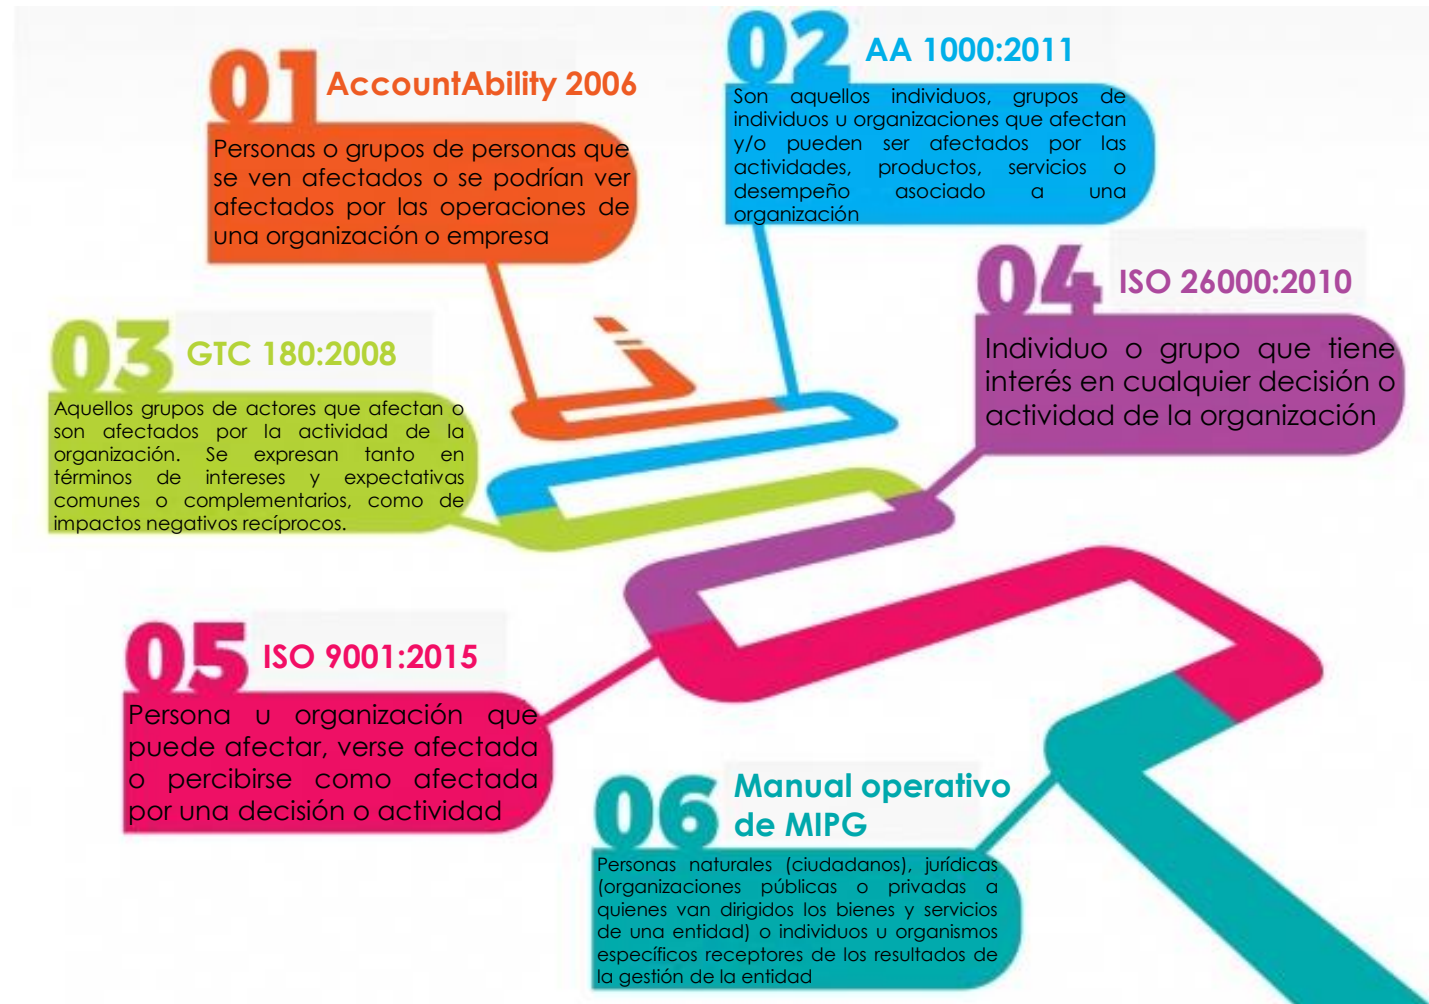 01
AccountAbility 2006
Personas o grupos de personas que
se ven afectados o se podrían ver
afectados por las operaciones de
una organización o empresa
02
AA 1000:2011
Son aquellos individuos, grupos de
individuos u organizaciones que afectan
y/o pueden ser afectados por las
actividades, productos, servicios o
desempeño asociado a una
organización
03
GTC 180:2008
Aquellos grupos de actores que afectan o
son afectados por la actividad de la
organización. Se expresan tanto en
términos de intereses y expectativas
comunes o complementarios, como de
impactos negativos recíprocos.
04
ISO 26000:2010
Individuo o grupo que tiene
interés en cualquier decisión o
actividad de la organización
05
ISO 9001:2015
Persona u organización que
puede afectar, verse afectada
o percibirse como afectada
por una decisión o actividad
06
Manual operativo
de MIPG
Personas naturales (ciudadanos), jurídicas
(organizaciones públicas o privadas a
quienes van dirigidos los bienes y servicios
de una entidad) o individuos u organismos
específicos receptores de los resultados de
la gestión de la entidad